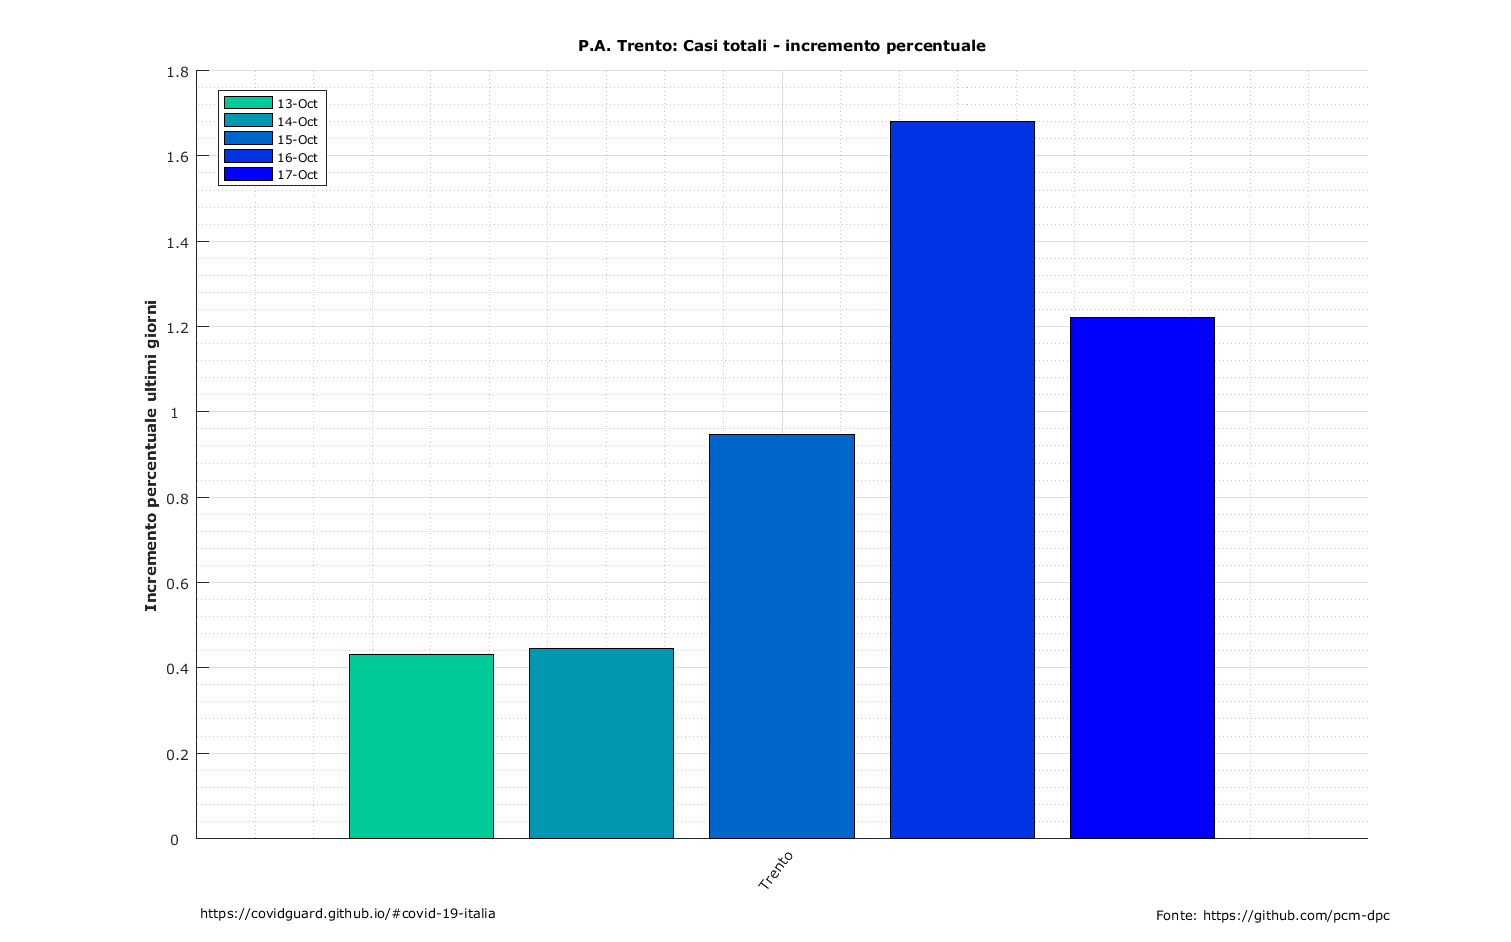 P.A. Trento: Casi totali - incremento percentuale
13-Oct
14-Oct
15-Oct
16-Oct
17-Oct
Incremento percentuale ultimi giorni
1.8
1.6
1.4
1.2
1
0.8
0.6
0.4
0.2
0
Trento
https://covidguard.github.io/#covid-19-italia
Fonte: https://github.com/pcm-dpc